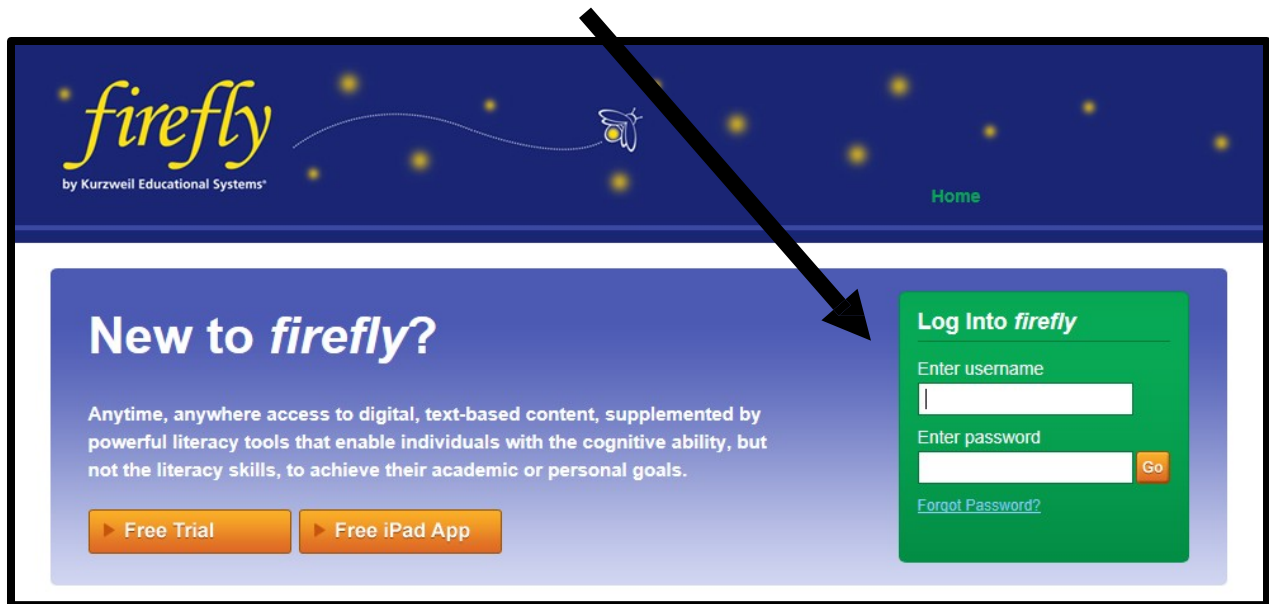 firefly
by Kurzweil Educational Systems®
Home
New to firefly?
Anytime, anywhere access to digital, text-based content, supplemented by
powerful literacy tools that enable individuals with the cognitive ability, but
not the literacy skills, to achieve their academic or personal goals.
Free Trial
Free iPad App
Log Into firefly
Enter username
Enter password
Go
Forgot Password?